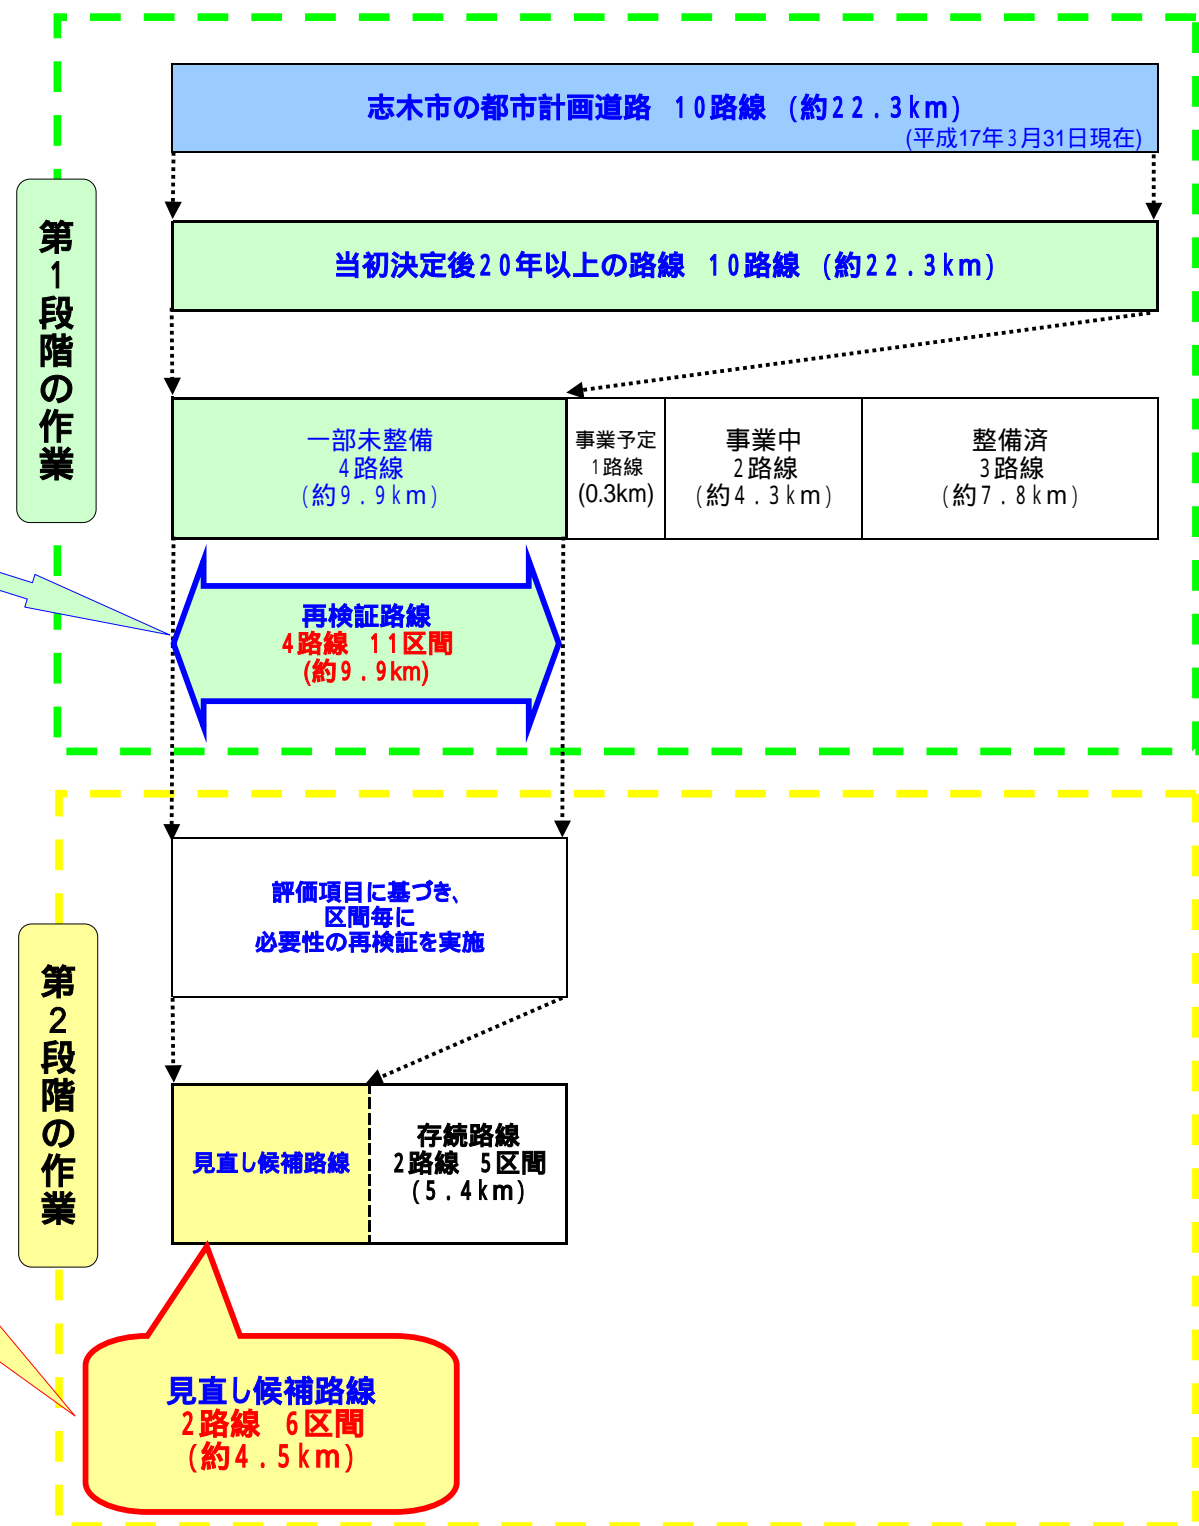 志木市の都市計画道路 10路線 (約22.3km)
(平成17年3月31日現在)
第1段階の作業
当初決定後20年以上の路線 10路線 (約22.3km)
一部未整備
4路線
(約9.9km)
事業予定
1路線
(0.3km)
事業中
2路線
(約4.3km)
整備済
3路線
(約7.8km)
再検証路線
4路線 11区間
(約9.9km)
第2段階の作業
評価項目に基づき、
区間毎に
必要性の再検証を実施
見直し候補路線
存続路線
2路線 5区間
(5.4km)
見直し候補路線
2路線 6区間
(約4.5km)